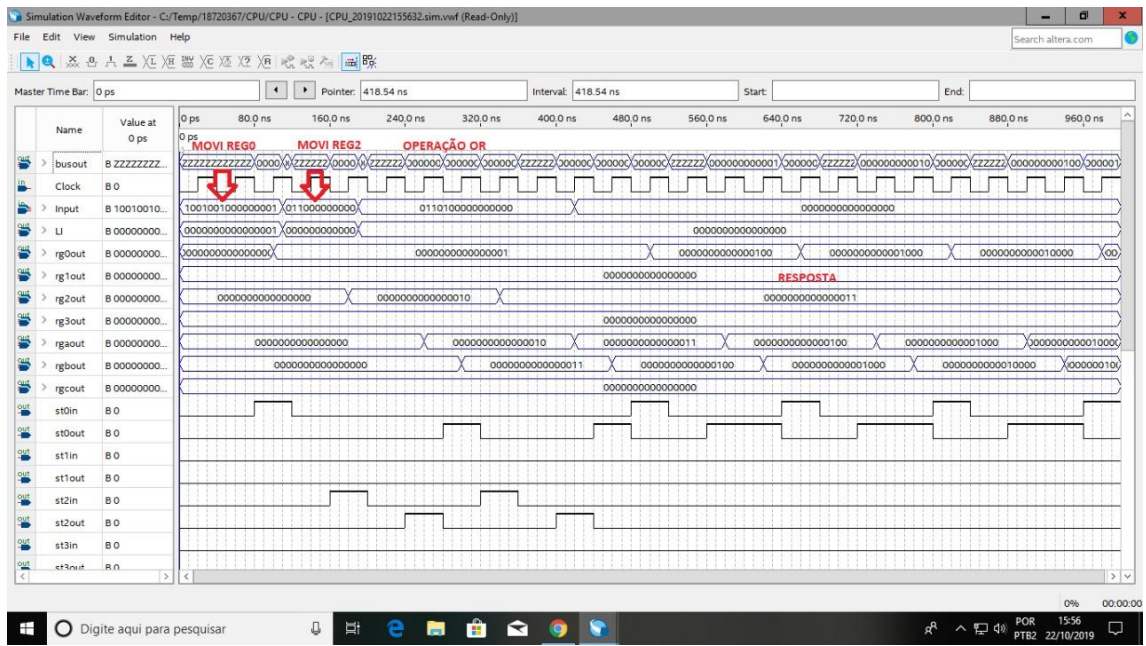 Simulation Waveform Editor - C:/Temp/18720367/CPU/CPU - CPU - [CPU_20191022155632.sim.vwf (Read-Only)]
File Edit View Simulation Help
Search altera.com
Master Time Bar: 0 ps Pointer: 418.54 ns Interval: 418.54 ns Start: End:
Name Value at 0 ps
0 ps 80.0 ns 160.0 ns 240.0 ns 320.0 ns 400.0 ns 480.0 ns 560.0 ns 640.0 ns 720.0 ns 800.0 ns 880.0 ns 960.0 ns
0 ps
MOVI REG0 MOVI REG2 OPERAÇÃO OR
busout B ZZZZZZZZ...
Clock B 0
Input B 10010010... 1001001000000001 011000000000 0110100000000000 0000000000000000
LI B 00000000... 0000000000000001 000000000000 0000000000000000
rg0out B 00000000... 0000000000000001 0000000000000100 0000000000001000 0000000000010000 00
rg1out B 00000000... 0000000000000000
RESPOSTA
rg2out B 00000000... 0000000000000000 0000000000000010 0000000000000011
rg3out B 00000000... 0000000000000000
rgaout B 00000000... 0000000000000000 0000000000000010 0000000000000011 0000000000000100 0000000000001000
rgbout B 00000000... 0000000000000000 0000000000000011 0000000000000100 0000000000001000 0000000000010000
rgcout B 00000000... 0000000000000000
st0in B 0
st0out B 0
st1in B 0
st1out B 0
st2in B 0
st2out B 0
st3in B 0
st3out B 0
0% 00:00:00
Digite aqui para pesquisar
POR 15:56
PTB2 22/10/2019